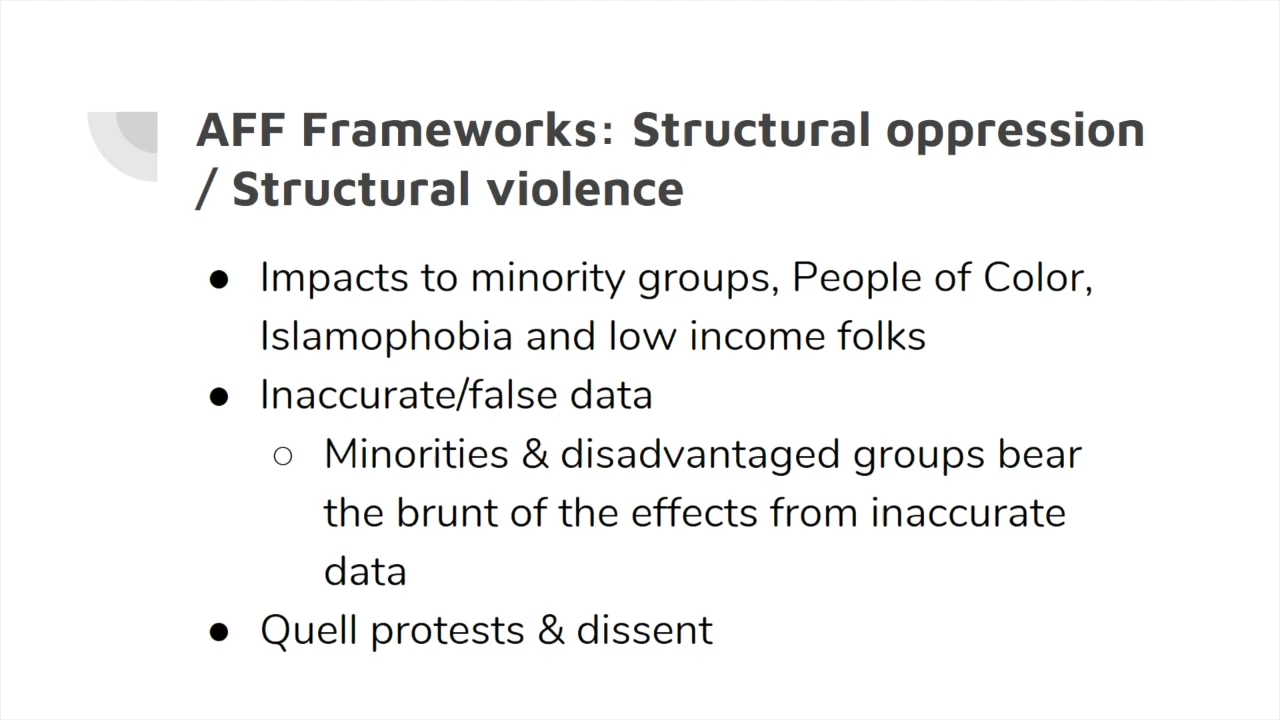 AFF Frameworks: Structural oppression
/ Structural violence
● Impacts to minority groups, People of Color,
Islamophobia and low income folks
● Inaccurate/false data
○ Minorities & disadvantaged groups bear
the brunt of the effects from inaccurate
data
● Quell protests & dissent